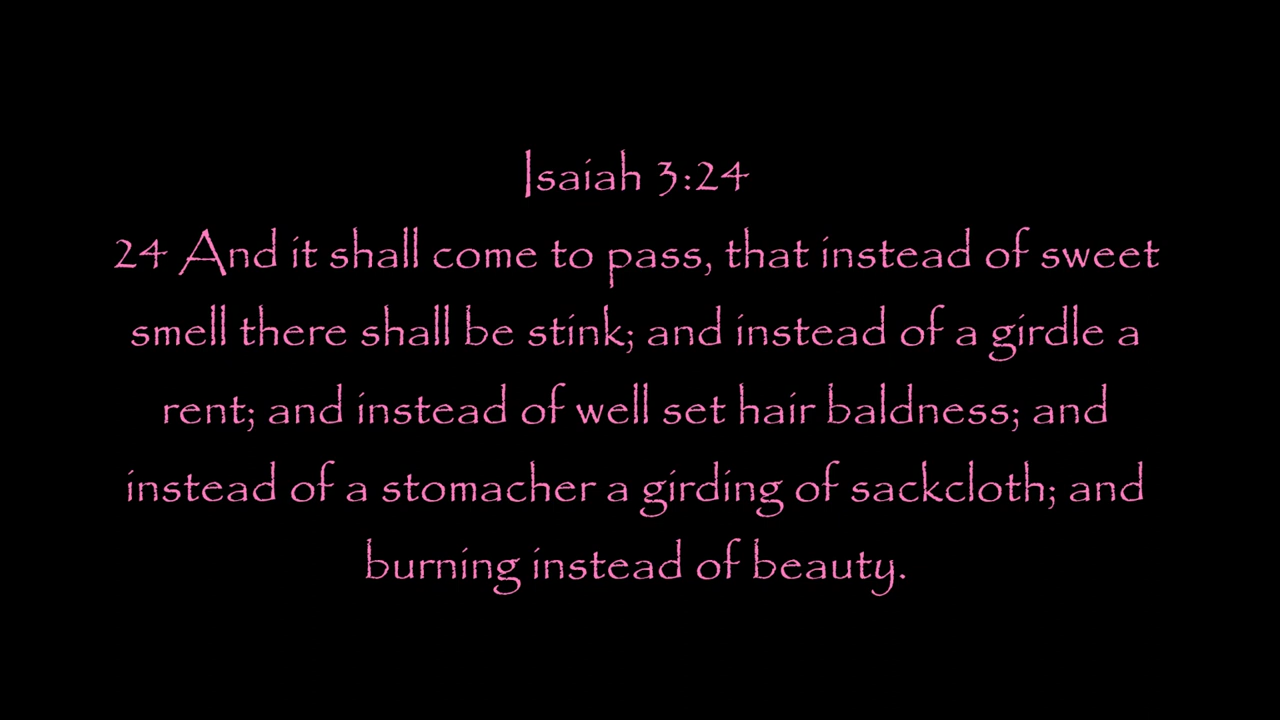 Isaiah 3:24
24 And it shall come to pass, that instead of sweet
smell there shall be stink; and instead of a girdle a
rent; and instead of well set hair baldness; and
instead of a stomacher a girding of sackcloth; and
burning instead of beauty.